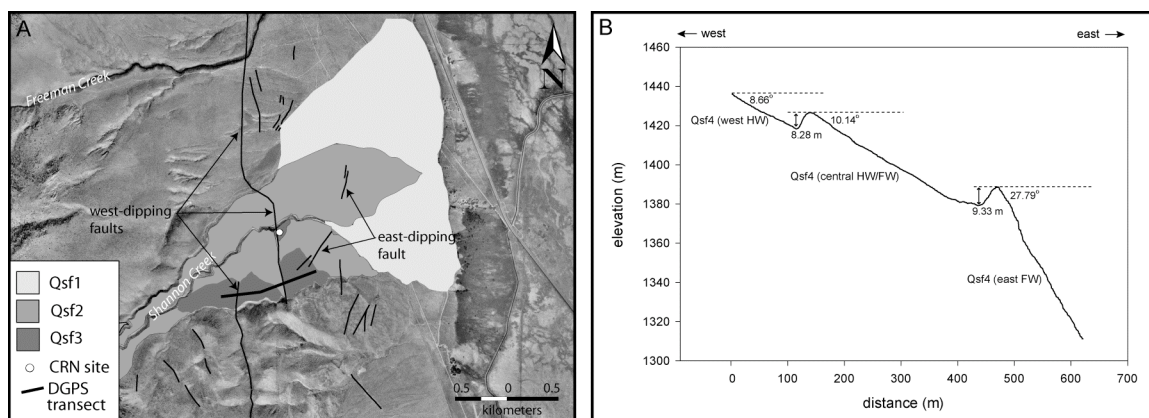 A
Freeman Creek
N
west-dipping
faults
east-dipping
fault
Shannon Creek
Qsf1
Qsf2
Qsf3
CRN site
DGPS
transect
0.5 0 0.5
kilometers
B
west
east
1460
1440
1420
1400
1380
1360
1340
1320
1300
elevation (m)
8.66°
Qsf4 (west HW)
8.28 m
10.14°
Qsf4 (central HW/FW)
9.33 m
27.79°
Qsf4 (east FW)
0 100 200 300 400 500 600 700
distance (m)